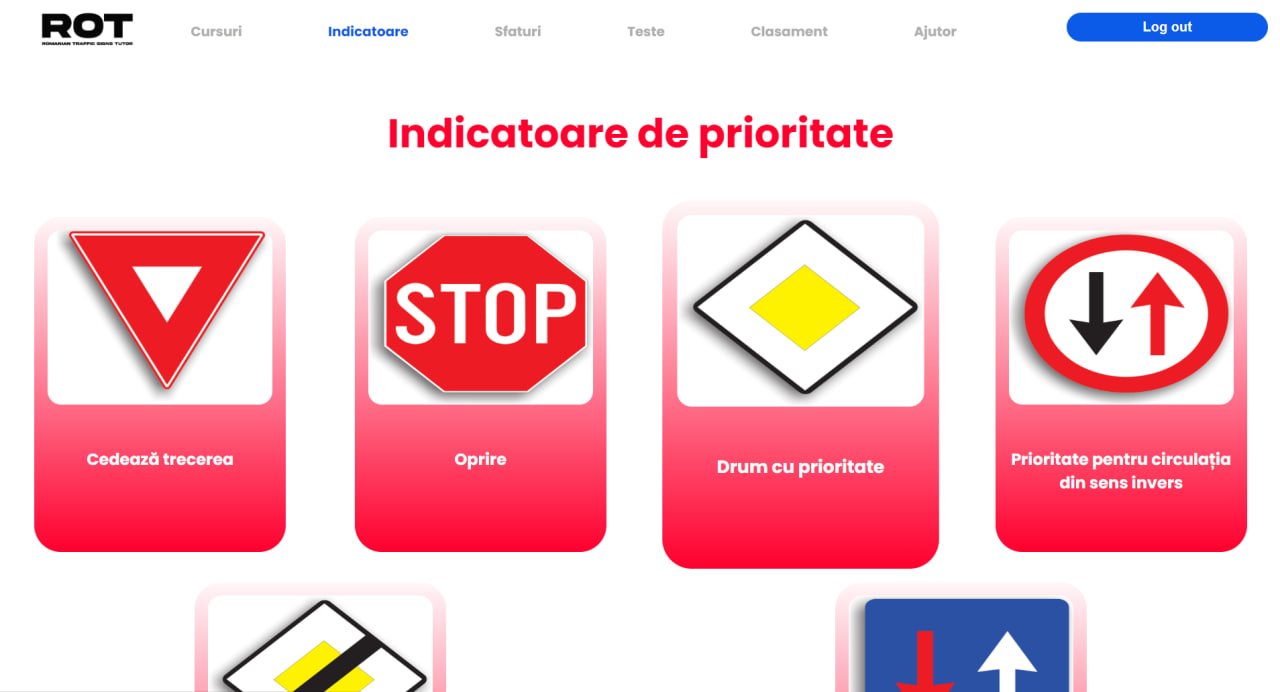 ROT
ROMANIAN TRAFFIC SIGNS TUTOR
Cursuri
Indicatoare
Sfaturi
Teste
Clasament
Ajutor
Log out
Indicatoare de prioritate
STOP
Cedează trecerea
Oprire
Drum cu prioritate
Prioritate pentru circulația
din sens invers